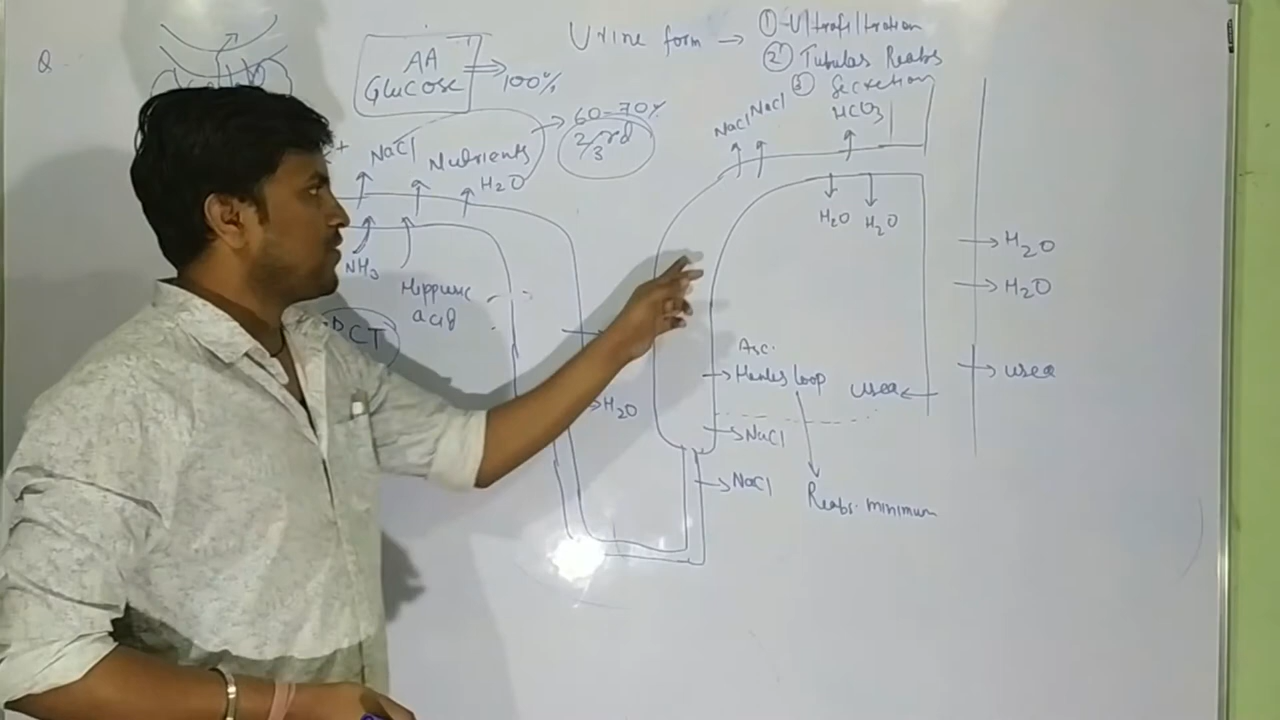 Q
Urine form → ① Ultrafiltration
② Tubular Reabs
③ Secretion
AA
Glucose ⇒ 100%
60-70%
2/3rd
NaCl
Nutrients
H2O
NH3
Hippuric
acid
PCT
H2O
NaCl NaCl
HCO3
H2O H2O
Asc.
Henles loop
NaCl
NaCl
Reabs. minimum
urea
H2O
H2O
urea